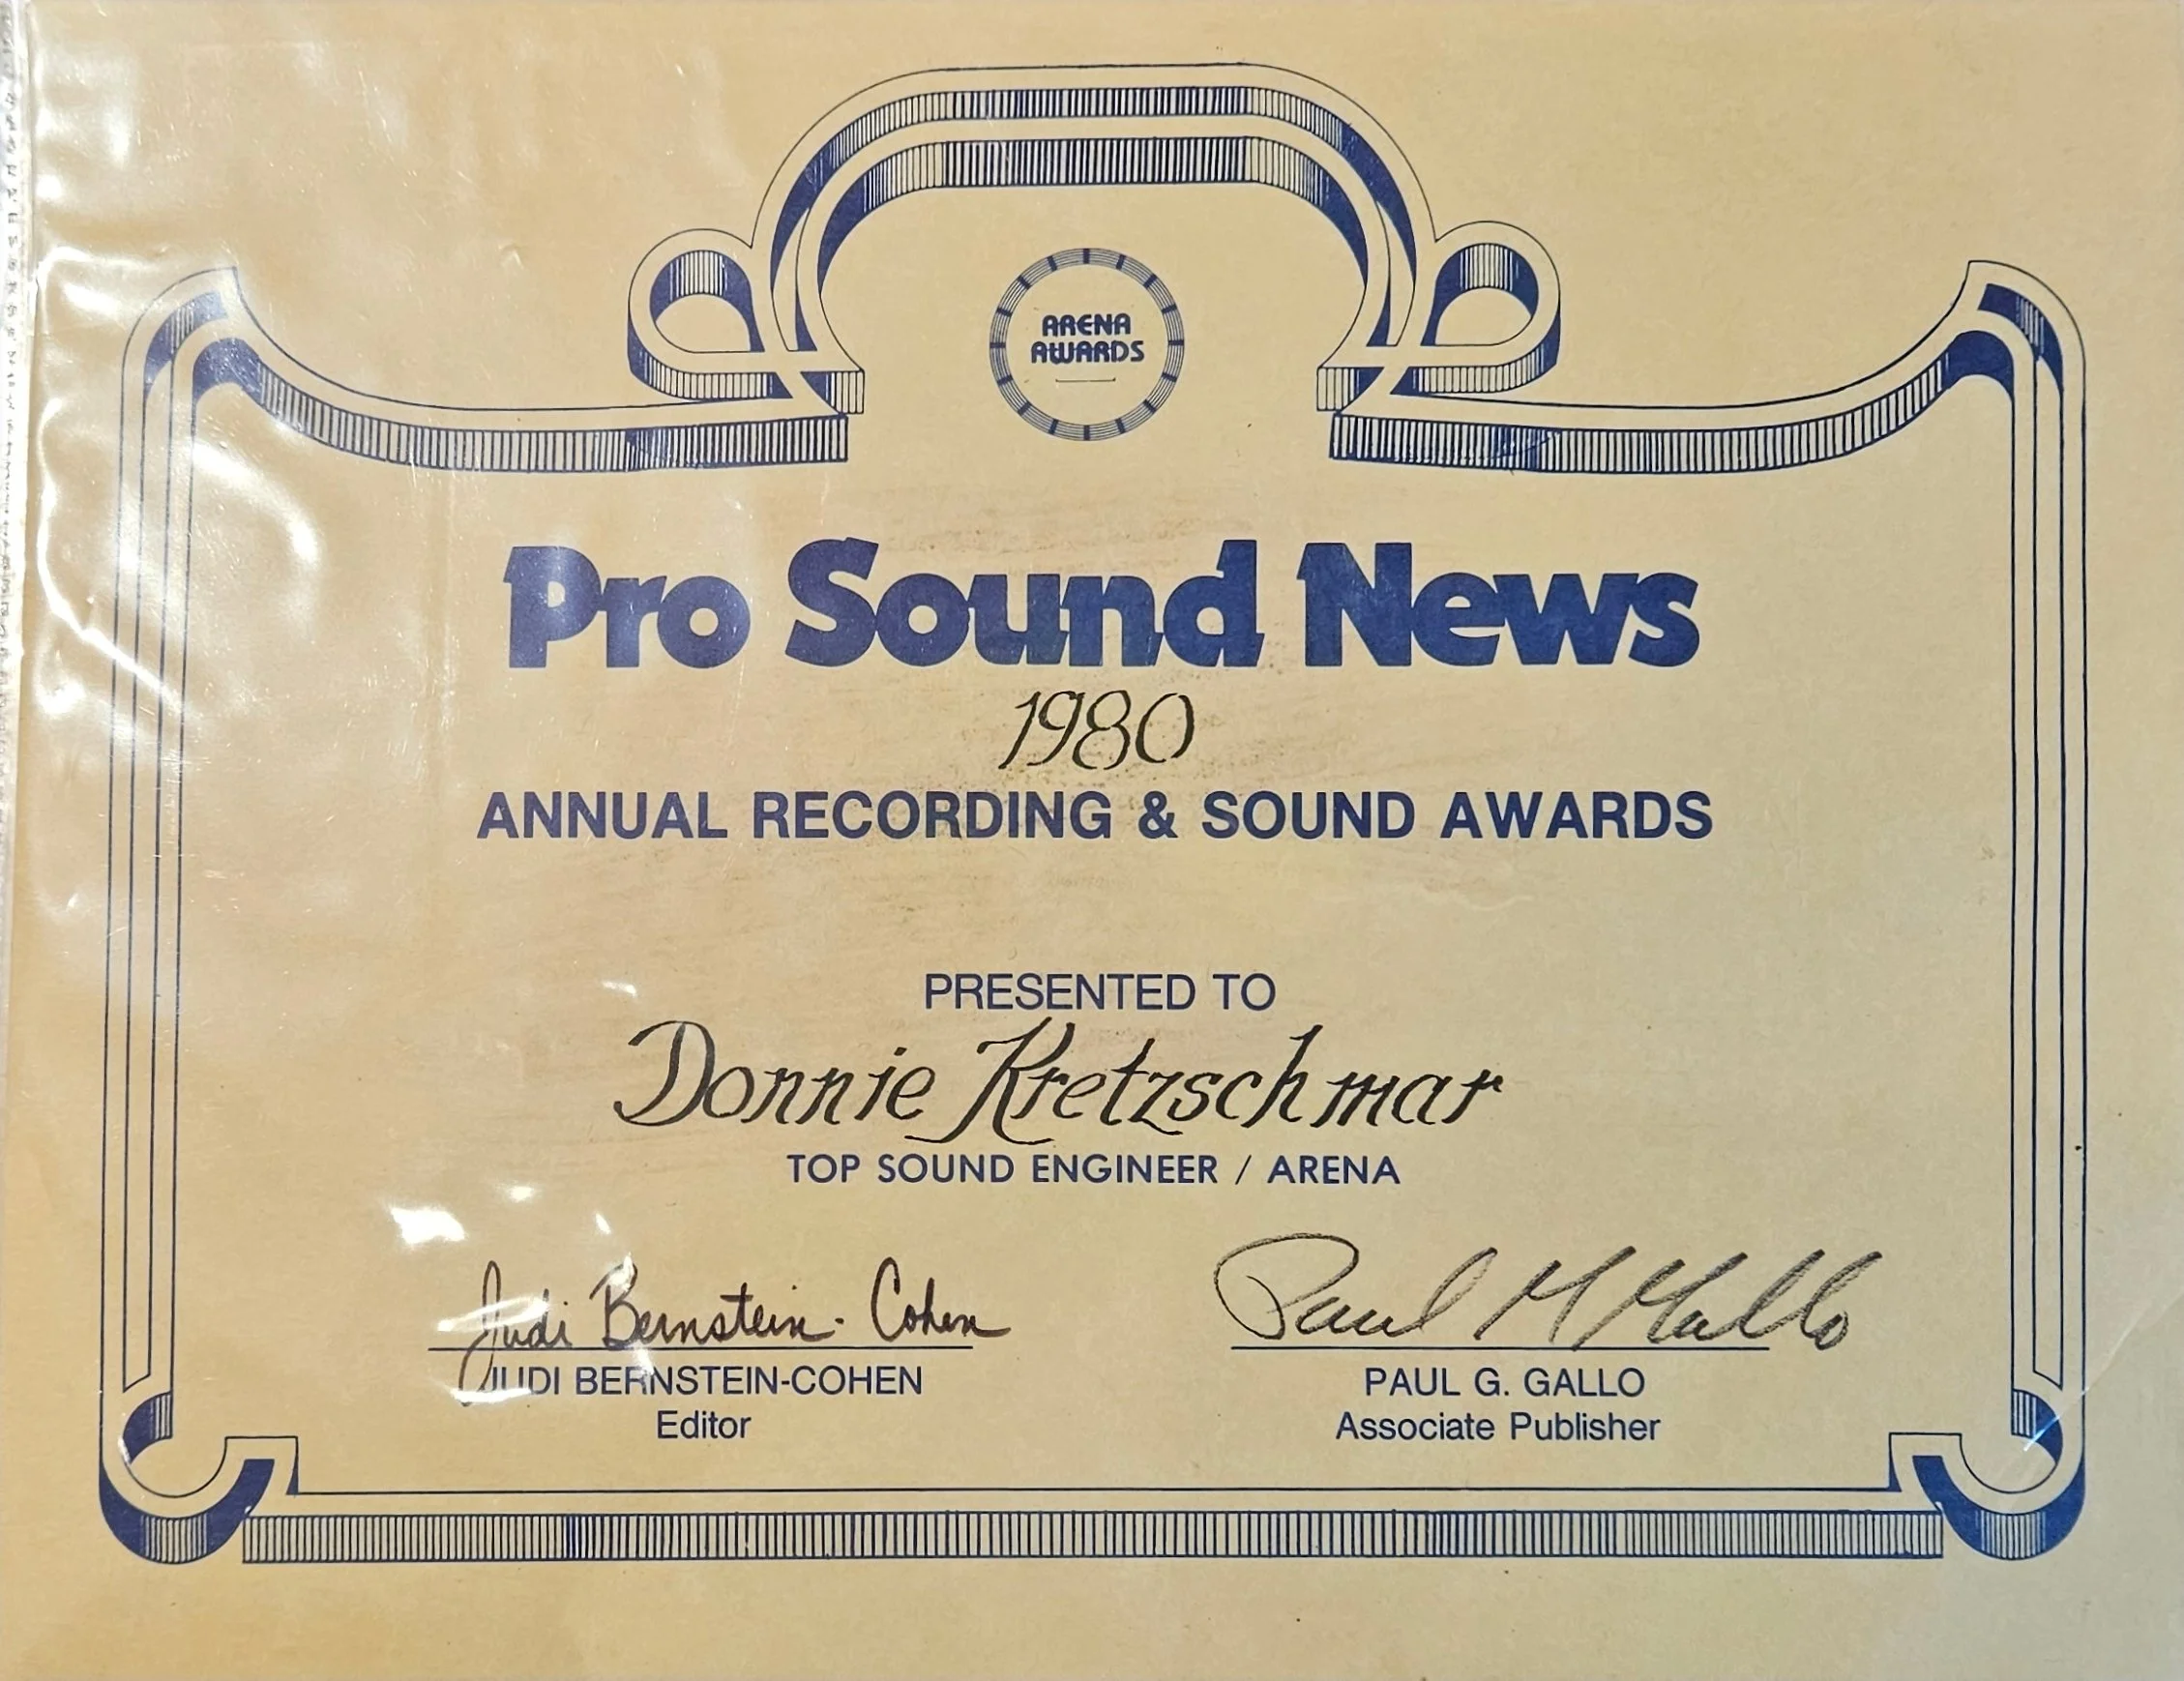 ARENA
AWARDS
Pro Sound News
1980
ANNUAL RECORDING & SOUND AWARDS
PRESENTED TO
Donnie Kretzschmar
TOP SOUND ENGINEER / ARENA
Judi Bernstein-Cohen
JUDI BERNSTEIN-COHEN
Editor
Paul
PAUL G. GALLO
Associate Publisher